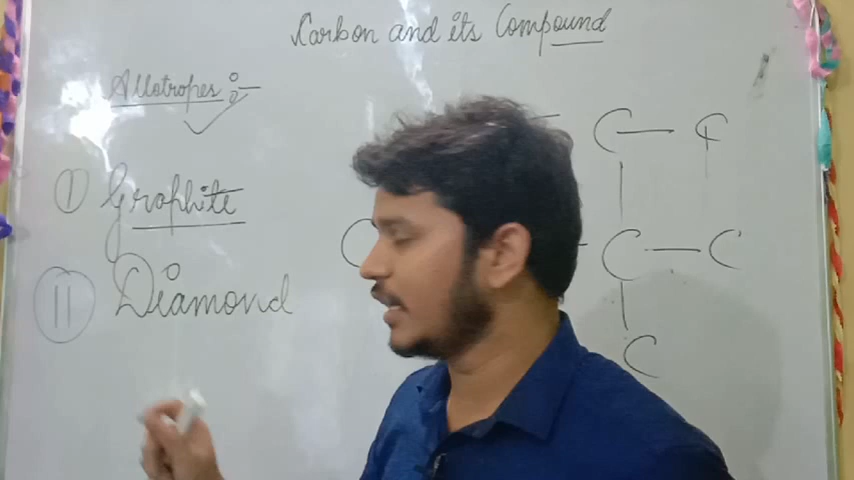 Carbon and its Compound
Allotropes :-
I Graphite
II Diamond
C — C
C C — C
C